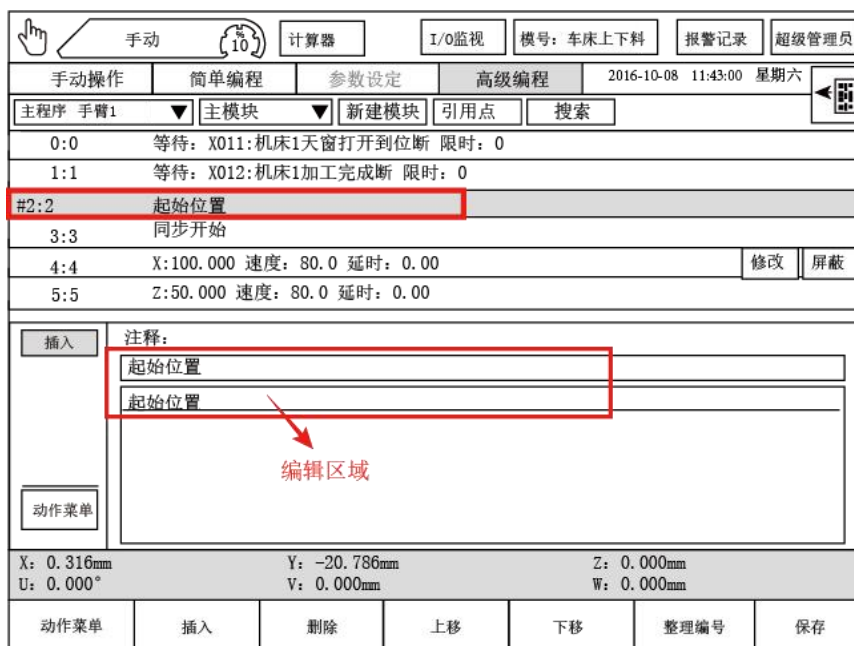 手动 % 10 计算器 I/O监视 模号: 车床上下料 报警记录 超级管理员
手动操作 简单编程 参数设定 高级编程 2016-10-08 11:43:00 星期六
主程序 手臂1 ▼ 主模块 ▼ 新建模块 引用点 搜索
0:0 等待: X011:机床1天窗打开到位断 限时: 0
1:1 等待: X012:机床1加工完成断 限时: 0
#2:2 起始位置
3:3 同步开始
4:4 X:100.000 速度: 80.0 延时: 0.00 修改 屏蔽
5:5 Z:50.000 速度: 80.0 延时: 0.00
插入 注释:
起始位置
起始位置
编辑区域
动作菜单
X: 0.316mm Y: -20.786mm Z: 0.000mm
U: 0.000° V: 0.000mm W: 0.000mm
动作菜单 插入 删除 上移 下移 整理编号 保存